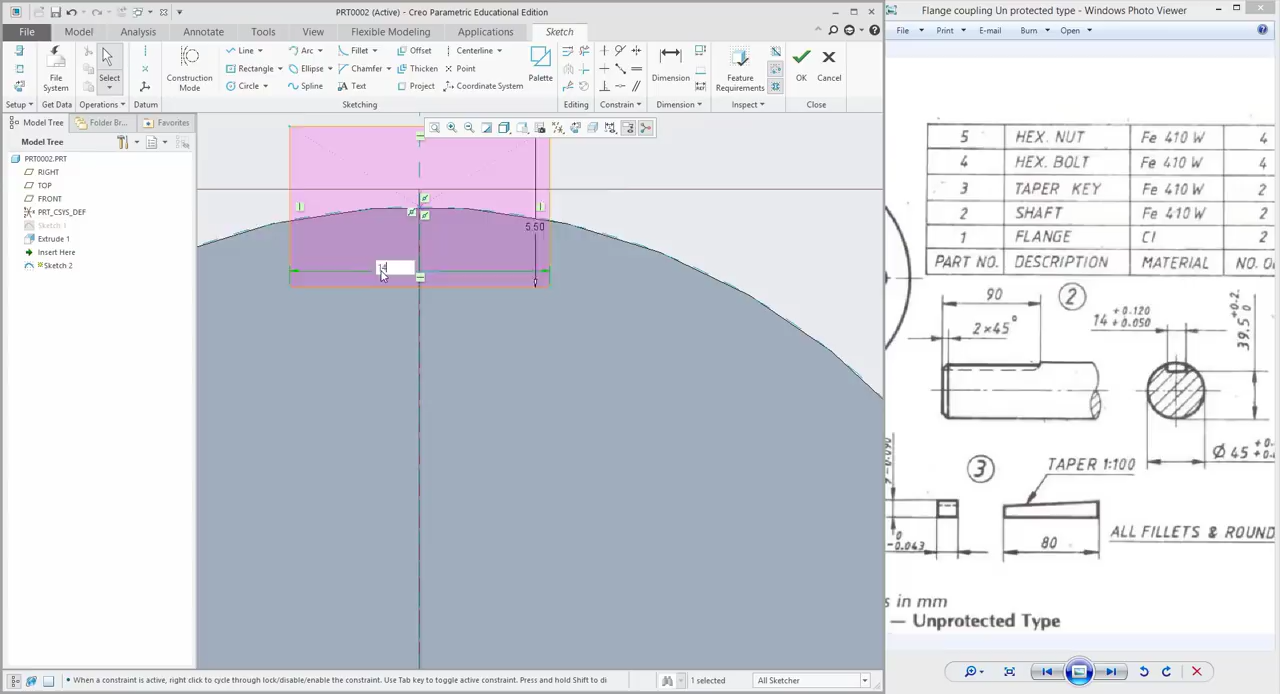 PRT0002 (Active) - Creo Parametric Educational Edition
File Model Analysis Annotate Tools View Flexible Modeling Applications Sketch
File System
Select
Construction Mode
Line Arc Fillet Offset Centerline
Rectangle Ellipse Chamfer Thicken Point
Circle Spline Text Project Coordinate System
Palette
Dimension
Feature Requirements
OK Cancel
Setup Get Data Operations Datum Sketching Editing Constrain Dimension Inspect Close
Model Tree Folder Br... Favorites
Model Tree
PRT0002.PRT
RIGHT
TOP
FRONT
PRT_CSYS_DEF
Sketch 1
Extrude 1
Insert Here
Sketch 2
5.50
14
• When a constraint is active, right click to cycle through lock/disable/enable the constraint. Use Tab key to toggle active constraint. Press and hold Shift to di
1 selected
All Sketcher
Flange coupling Un protected type - Windows Photo Viewer
File Print E-mail Burn Open
5 HEX. NUT Fe 410 W 4
4 HEX. BOLT Fe 410 W 4
3 TAPER KEY Fe 410 W 2
2 SHAFT Fe 410 W 2
1 FLANGE CI 2
PART NO. DESCRIPTION MATERIAL NO. O
90
2
2×45°
14 +0.120 +0.050
39.5 +0.2
Ø 45
3
TAPER 1:100
-0.043
0
80
ALL FILLETS & ROUND
s in mm
— Unprotected Type